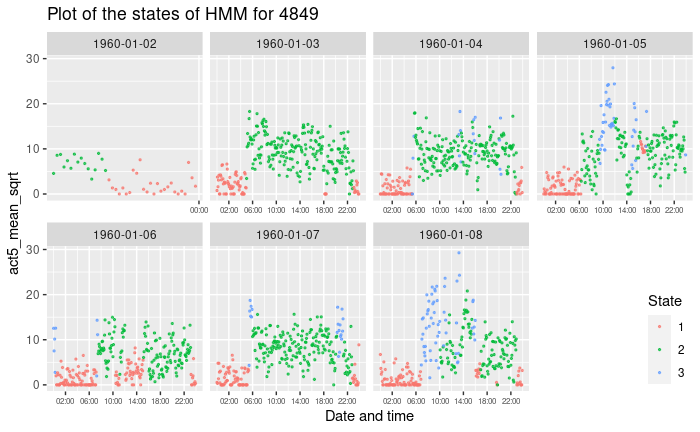 Plot of the states of HMM for 4849
1960-01-02 1960-01-03 1960-01-04 1960-01-05
act5_mean_sqrt
30
20
10
0
00:00 02:00 06:00 10:00 14:00 18:00 22:00 02:00 06:00 10:00 14:00 18:00 22:00 02:00 06:00 10:00 14:00 18:00 22:00
1960-01-06 1960-01-07 1960-01-08
30
20
10
0
02:00 06:00 10:00 14:00 18:00 22:00 02:00 06:00 10:00 14:00 18:00 22:00 02:00 06:00 10:00 14:00 18:00 22:00
Date and time
State
1
2
3